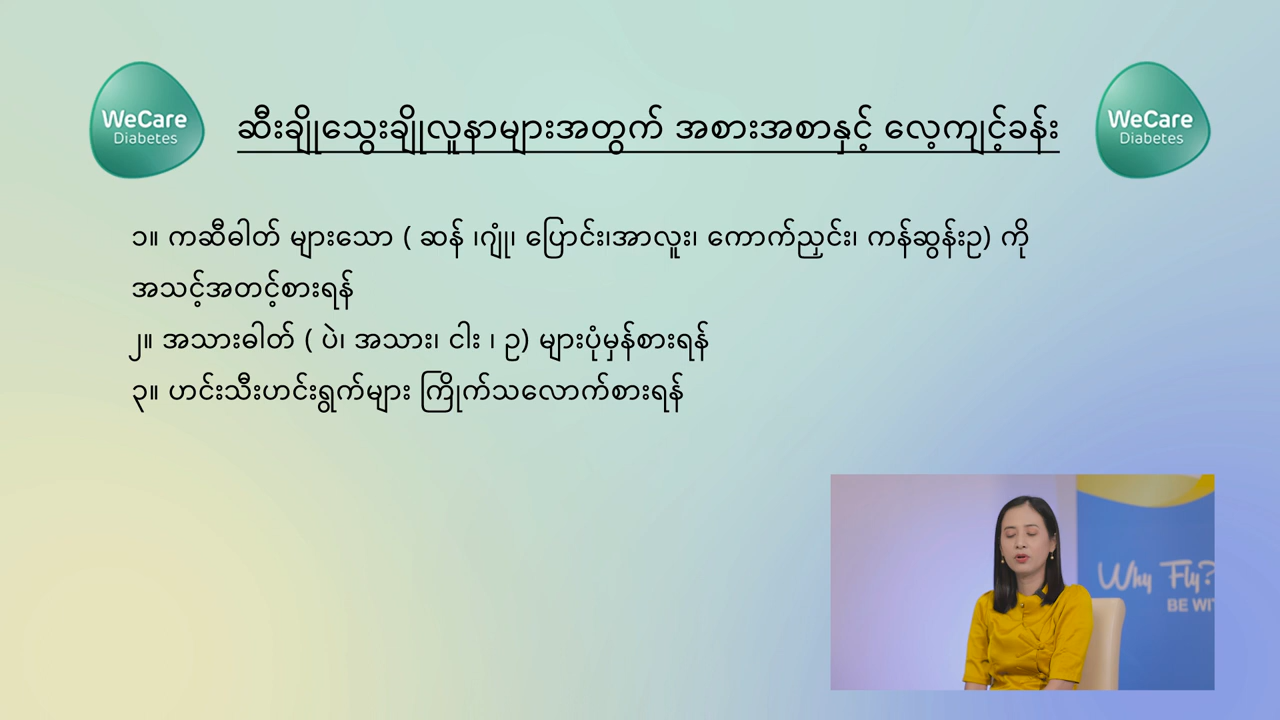 WeCare
Diabetes
ဆီးချိုသွေးချိုလူနာများအတွက် အစားအစာနှင့် လေ့ကျင့်ခန်း
WeCare
Diabetes
၁။ ကဆီဓါတ် များသော ( ဆန် ၊ဂျုံ၊ ပြောင်း၊အာလူး၊ ကောက်ညှင်း၊ ကန်ဆွန်းဥ) ကို
အသင့်အတင့်စားရန်
၂။ အသားဓါတ် ( ပဲ၊ အသား၊ ငါး ၊ ဥ) များပုံမှန်စားရန်
၃။ ဟင်းသီးဟင်းရွက်များ ကြိုက်သလောက်စားရန်
Why Fly?
BE WI